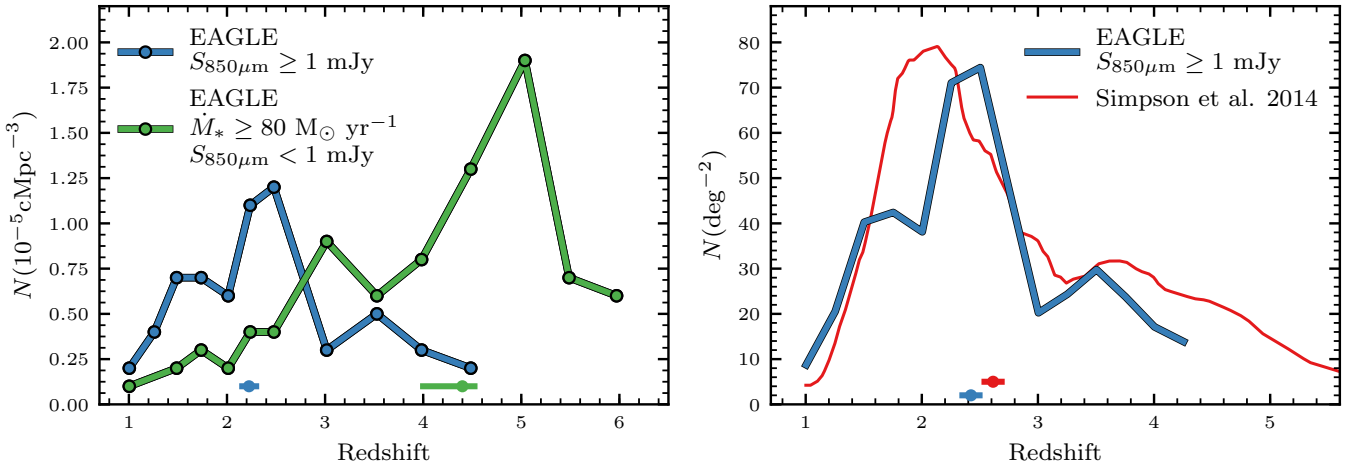 EAGLE
S₈₅₀μm ≥ 1 mJy
EAGLE
Ṁ* ≥ 80 M⊙ yr⁻¹
S₈₅₀μm < 1 mJy
N(10⁻⁵cMpc⁻³)
2.00
1.75
1.50
1.25
1.00
0.75
0.50
0.25
0.00
1 2 3 4 5 6
Redshift
EAGLE
S₈₅₀μm ≥ 1 mJy
Simpson et al. 2014
N(deg⁻²)
80
70
60
50
40
30
20
10
0
1 2 3 4 5
Redshift